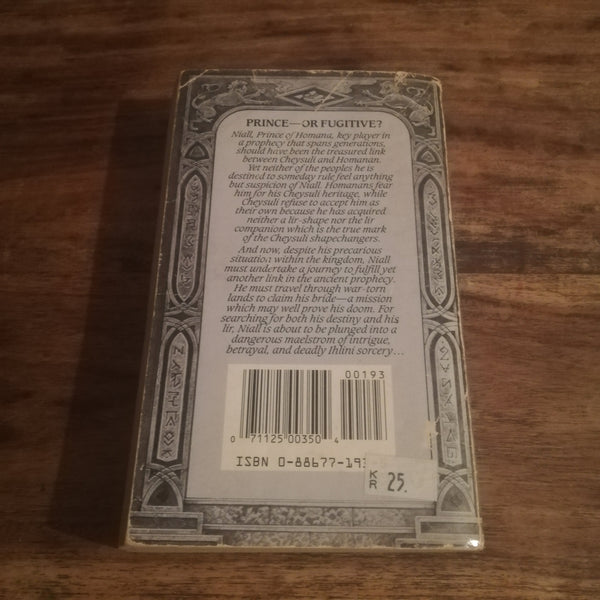 PRINCE—OR FUGITIVE?
Niall, Prince of Homana, key player in
a prophecy that spans generations,
should have been the treasured link
between Cheysuli and Homanan.
Yet neither of the peoples he is
destined to someday rule feel anything
but suspicion of Niall. Homanans fear
him for his Cheysuli heritage, while
Cheysuli refuse to accept him as
their own because he has acquired
neither a lir-shape nor the lir
companion which is the true mark
of the Cheysuli shapechangers.
And now, despite his precarious
situation within the kingdom, Niall
must undertake a journey to fulfill yet
another link in the ancient prophecy.
He must travel through war-torn
lands to claim his bride—a mission
which may well prove his doom. For
searching for both his destiny and his
lir, Niall is about to be plunged into a
dangerous maelstrom of intrigue,
betrayal, and deadly Ihlini sorcery...
00193
0 71125 00350 4
ISBN 0-88677-19
KR 25.